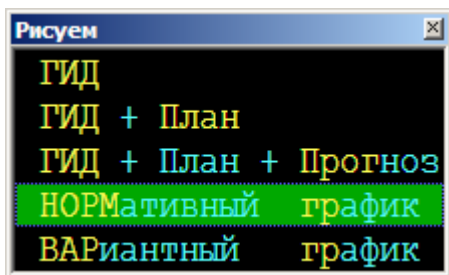 Рисуем
ГИД
ГИД + План
ГИД + План + Прогноз
НОРМативный график
ВАРиантный график